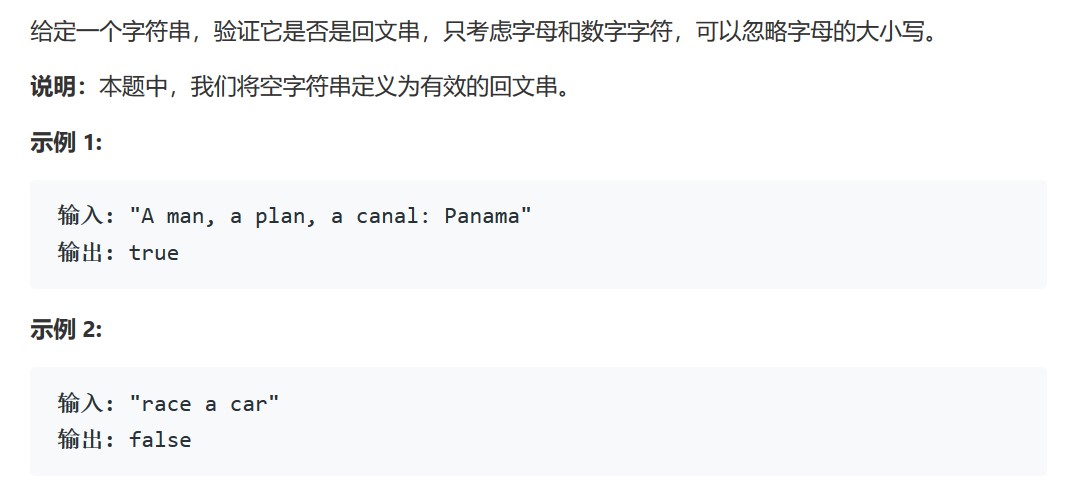 给定一个字符串，验证它是否是回文串，只考虑字母和数字字符，可以忽略字母的大小写。
说明：本题中，我们将空字符串定义为有效的回文串。
示例 1:
输入: "A man, a plan, a canal: Panama"
输出: true
示例 2:
输入: "race a car"
输出: false